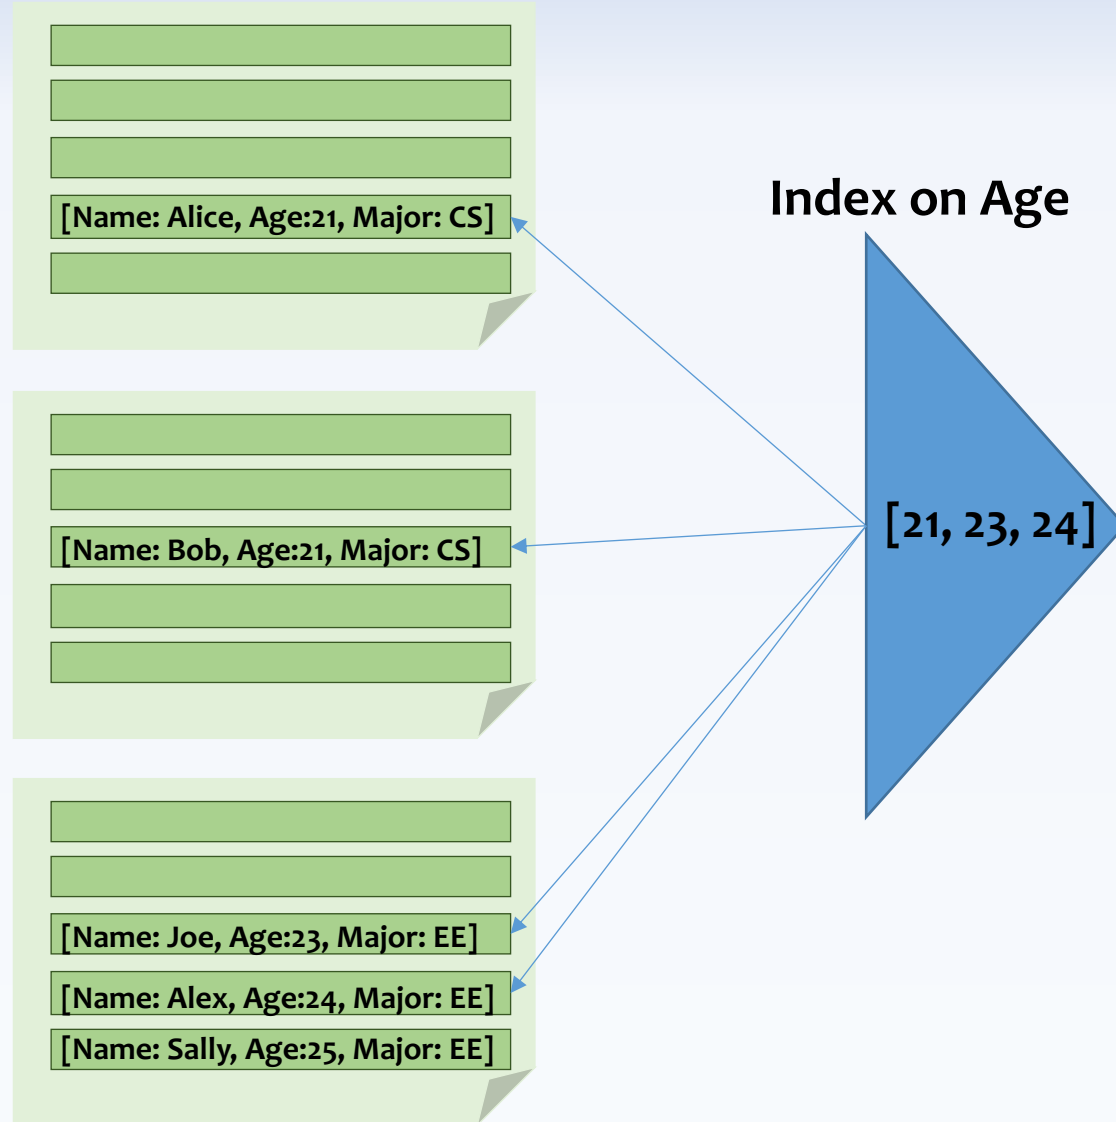 [Name: Alice, Age:21, Major: CS]
Index on Age
[Name: Bob, Age:21, Major: CS]
[21, 23, 24]
[Name: Joe, Age:23, Major: EE]
[Name: Alex, Age:24, Major: EE]
[Name: Sally, Age:25, Major: EE]